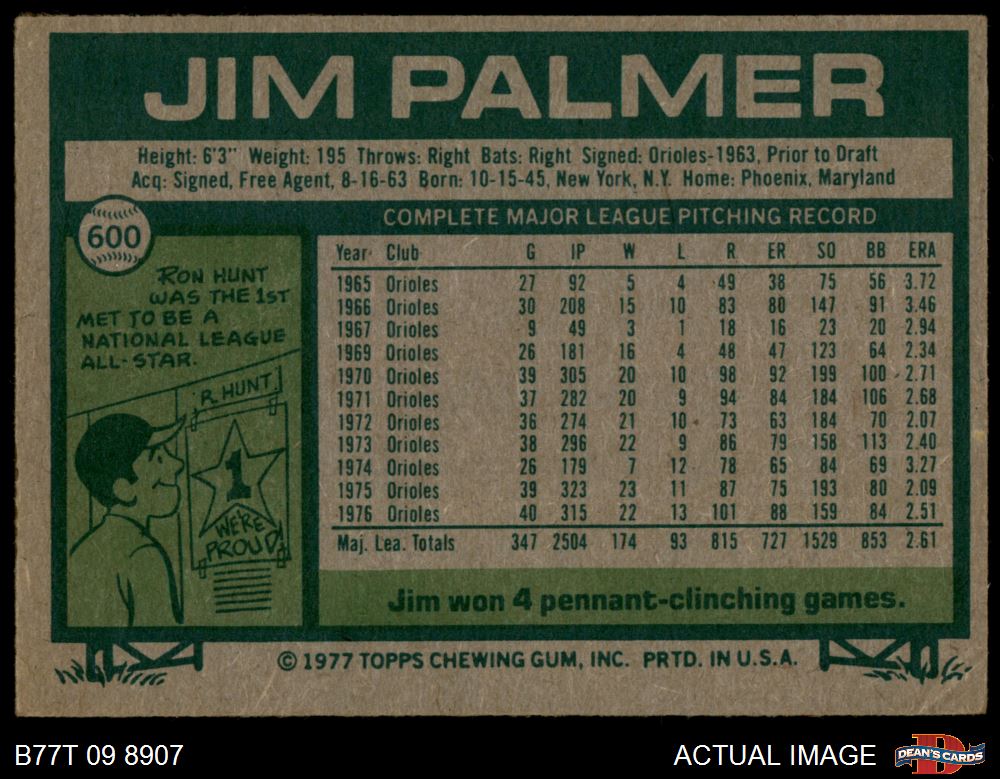 JIM PALMER
Height: 6'3" Weight: 195 Throws: Right Bats: Right Signed: Orioles-1963, Prior to Draft
Acq: Signed, Free Agent, 8-16-63 Born: 10-15-45, New York, N.Y. Home: Phoenix, Maryland
600
RON HUNT
WAS THE 1ST
MET TO BE A
NATIONAL LEAGUE
ALL-STAR.
R. HUNT
1
WE'RE
PROUD!
COMPLETE MAJOR LEAGUE PITCHING RECORD
Year Club G IP W L R ER SO BB ERA
1965 Orioles 27 92 5 4 49 38 75 56 3.72
1966 Orioles 30 208 15 10 83 80 147 91 3.46
1967 Orioles 9 49 3 1 18 16 23 20 2.94
1969 Orioles 26 181 16 4 48 47 123 64 2.34
1970 Orioles 39 305 20 10 98 92 199 100 2.71
1971 Orioles 37 282 20 9 94 84 184 106 2.68
1972 Orioles 36 274 21 10 73 63 184 70 2.07
1973 Orioles 38 296 22 9 86 79 158 113 2.40
1974 Orioles 26 179 7 12 78 65 84 69 3.27
1975 Orioles 39 323 23 11 87 75 193 80 2.09
1976 Orioles 40 315 22 13 101 88 159 84 2.51
Maj. Lea. Totals 347 2504 174 93 815 727 1529 853 2.61
Jim won 4 pennant-clinching games.
© 1977 TOPPS CHEWING GUM, INC. PRTD. IN U.S.A.
B77T 09 8907
ACTUAL IMAGE
DEAN'S CARDS